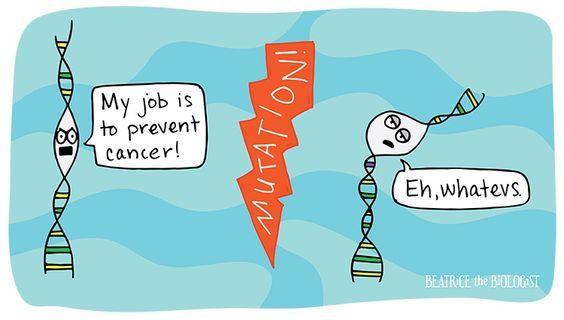 My job is
to prevent
cancer!
MUTATION!
Eh, whatevs.
BEATRICE the BIOLOGIST